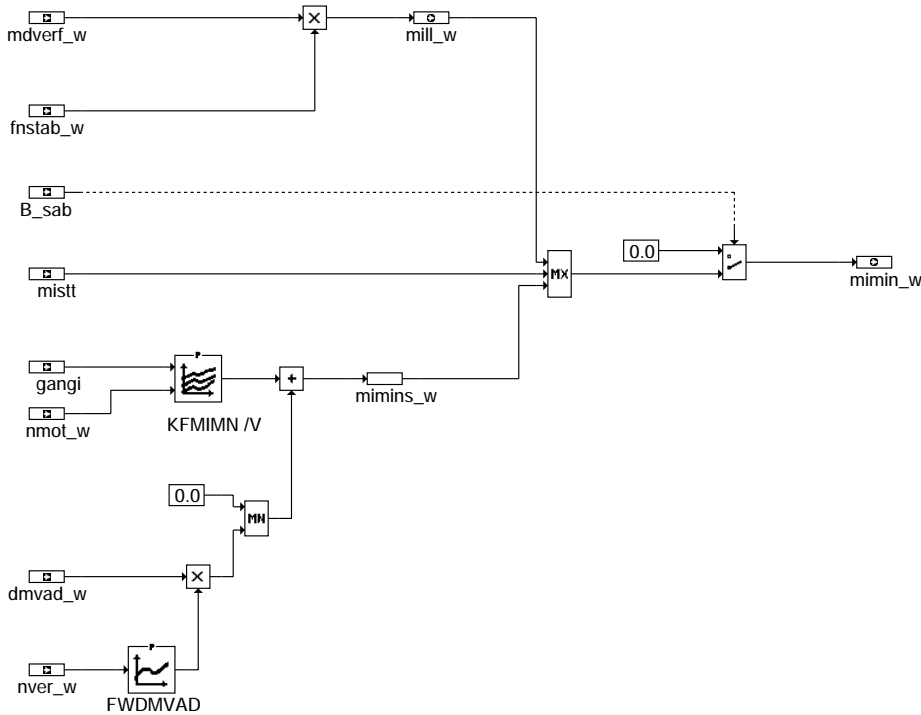 mdverf_w
mill_w
fnstab_w
B_sab
0.0
mimin_w
MX
mistt
P
gangi
mimins_w
KFMIMN /V
nmot_w
0.0
MN
dmvad_w
P
nver_w
FWDMVAD